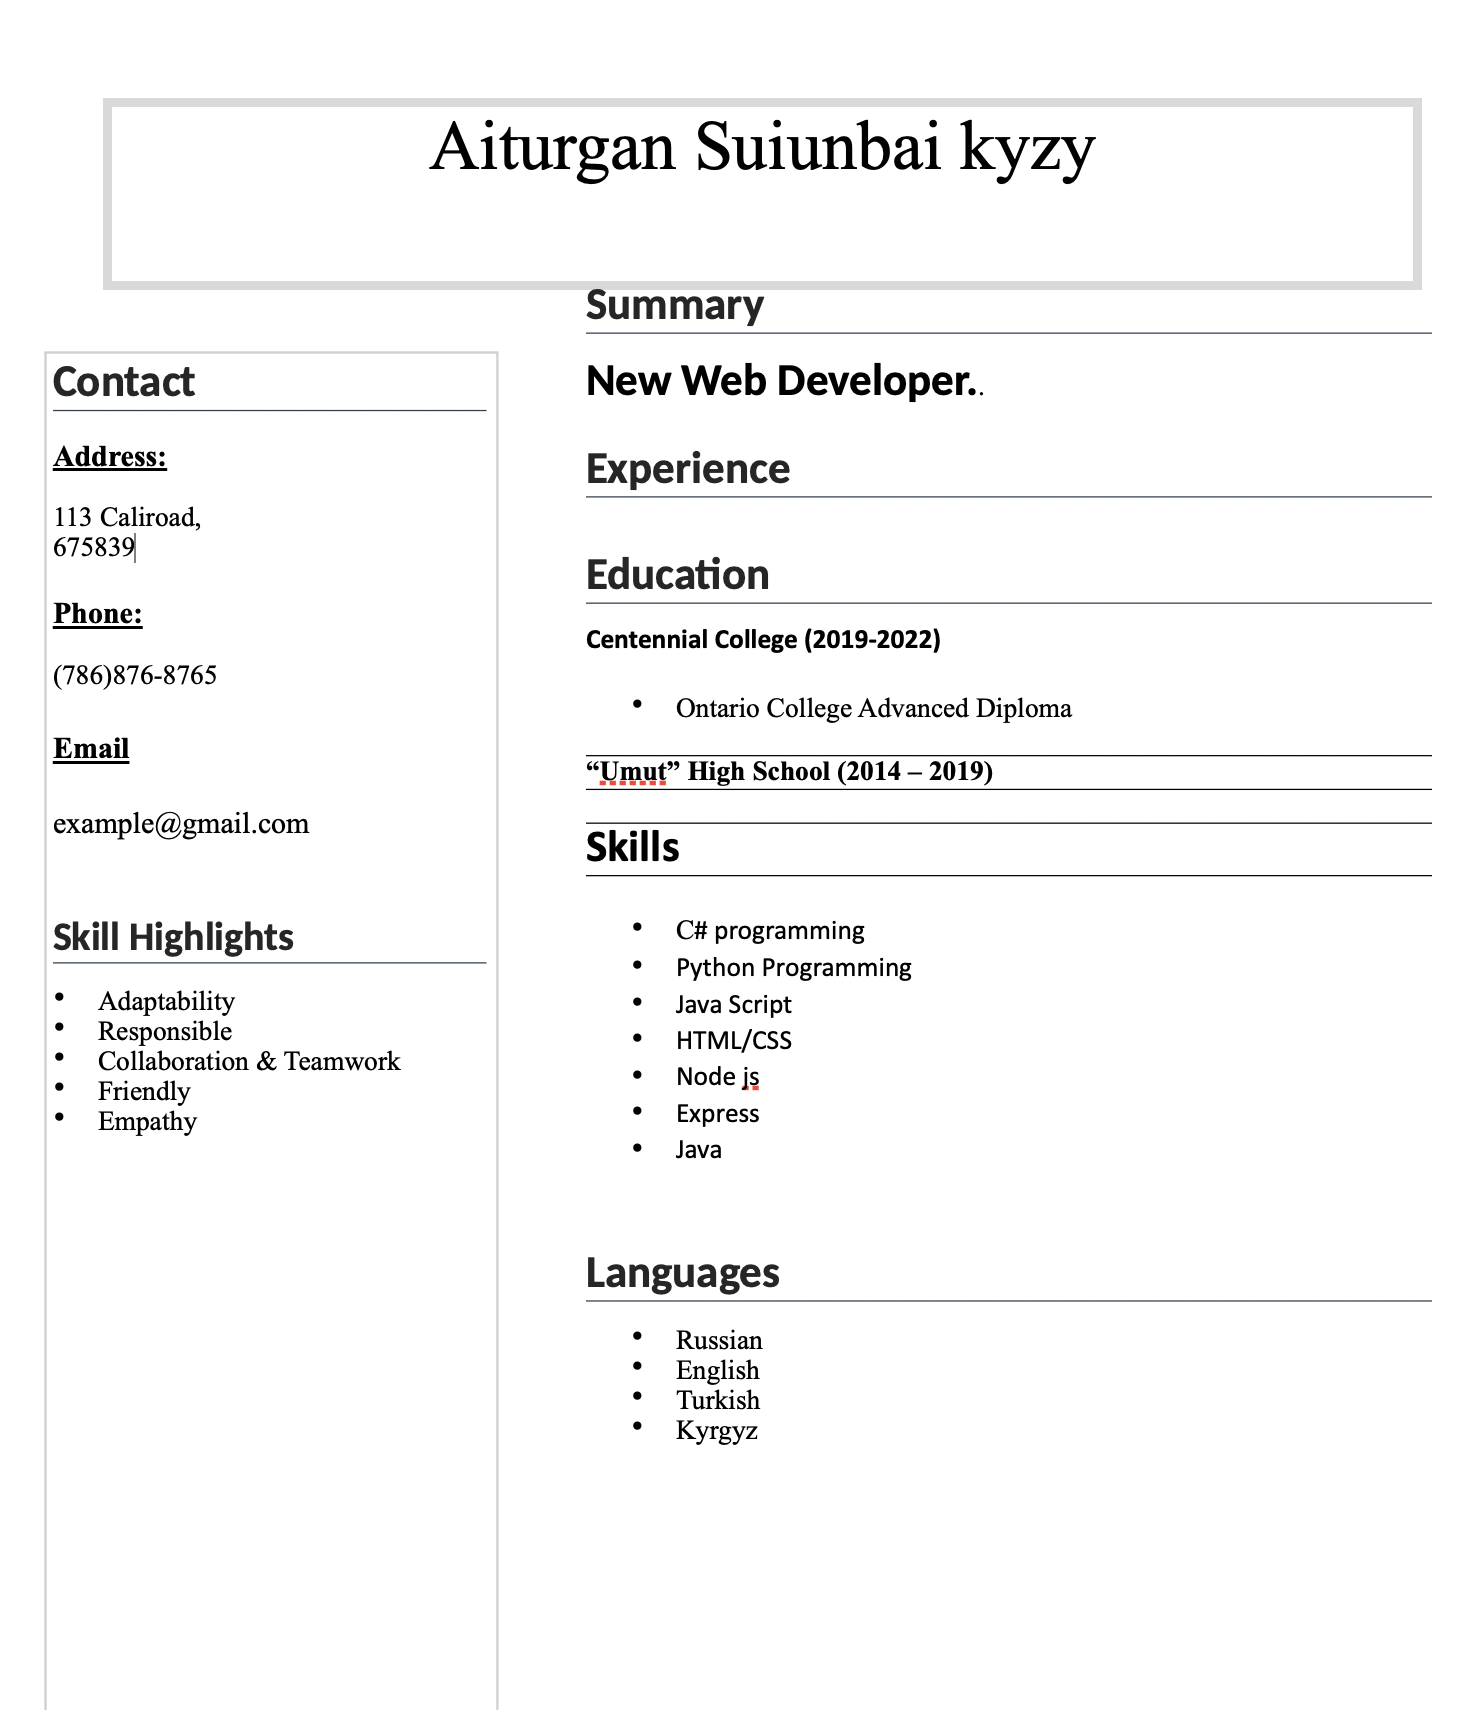 Aiturgan Suiunbai kyzy
Contact
Address:
113 Caliroad,
675839
Phone:
(786)876-8765
Email
example@gmail.com
Skill Highlights
• Adaptability
• Responsible
• Collaboration & Teamwork
• Friendly
• Empathy
Summary
New Web Developer..
Experience
Education
Centennial College (2019-2022)
• Ontario College Advanced Diploma
“Umut” High School (2014 – 2019)
Skills
• C# programming
• Python Programming
• Java Script
• HTML/CSS
• Node js
• Express
• Java
Languages
• Russian
• English
• Turkish
• Kyrgyz